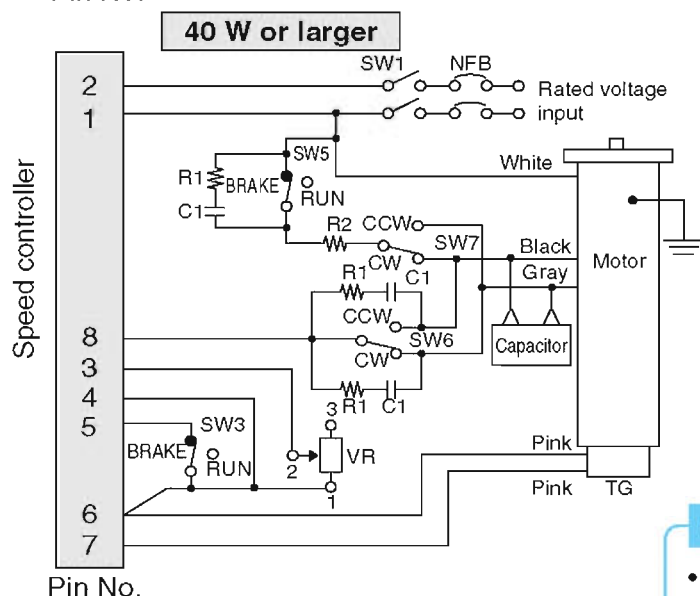 40 W or larger
SW1
NFB
2
Rated voltage
1
input
SW5
White
R1
BRAKE
RUN
C1
CCW
R2
SW7
Black
CW
C1
Gray
Motor
R1
CCW
8
SW6
Capacitor
CW
3
4
R1
C1
5
SW3
3
BRAKE
VR
RUN
2
Pink
1
Pink
TG
6
7
Speed controller
Pin No.